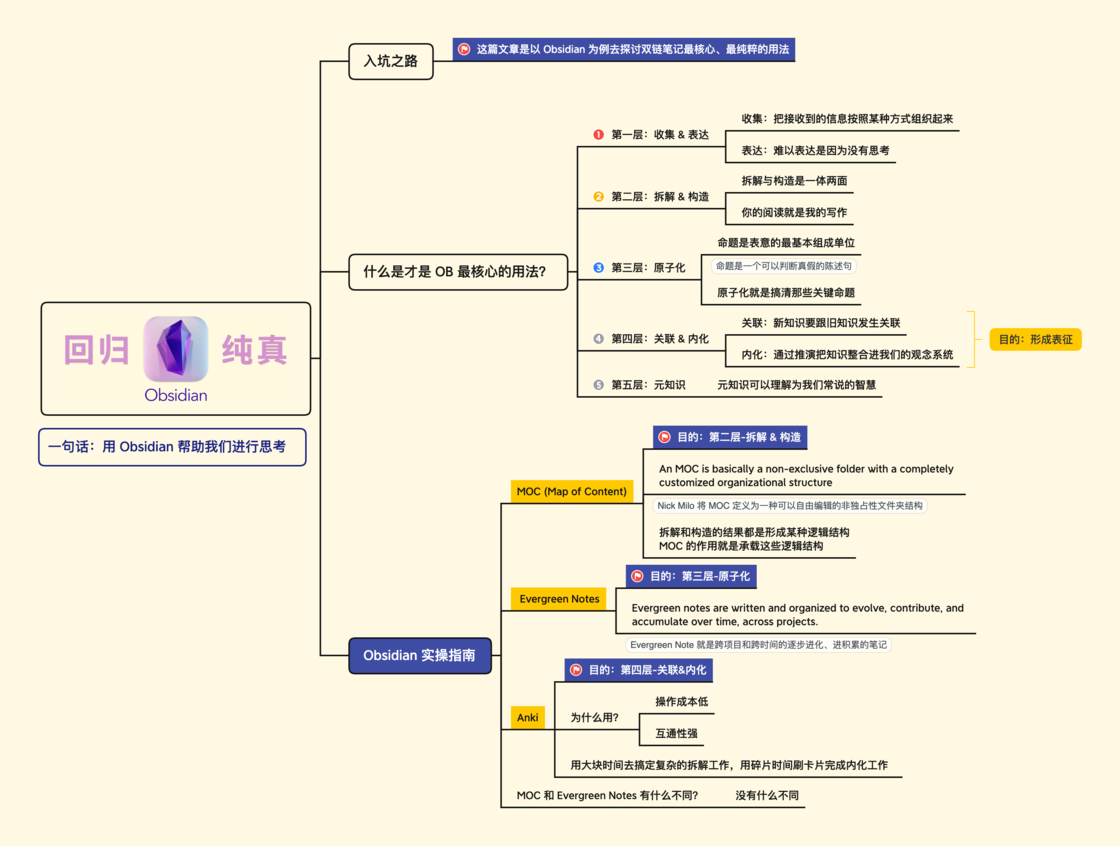 回归 纯真
Obsidian
一句话：用 Obsidian 帮助我们进行思考
入坑之路
这篇文章是以 Obsidian 为例去探讨双链笔记最核心、最纯粹的用法
什么是才是 OB 最核心的用法？
1 第一层：收集 & 表达
收集：把接收到的信息按照某种方式组织起来
表达：难以表达是因为没有思考
2 第二层：拆解 & 构造
拆解与构造是一体两面
你的阅读就是我的写作
3 第三层：原子化
命题是表意的最基本组成单位
命题是一个可以判断真假的陈述句
原子化就是搞清那些关键命题
4 第四层：关联 & 内化
关联：新知识要跟旧知识发生关联
内化：通过推演把知识整合进我们的观念系统
目的：形成表征
5 第五层：元知识
元知识可以理解为我们常说的智慧
Obsidian 实操指南
MOC (Map of Content)
目的：第二层-拆解 & 构造
An MOC is basically a non-exclusive folder with a completely
customized organizational structure
Nick Milo 将 MOC 定义为一种可以自由编辑的非独占性文件夹结构
拆解和构造的结果都是形成某种逻辑结构
MOC 的作用就是承载这些逻辑结构
Evergreen Notes
目的：第三层-原子化
Evergreen notes are written and organized to evolve, contribute, and
accumulate over time, across projects.
Evergreen Note 就是跨项目和跨时间的逐步进化、进积累的笔记
Anki
目的：第四层-关联&内化
为什么用？
操作成本低
互通性强
用大块时间去搞定复杂的拆解工作，用碎片时间刷卡片完成内化工作
MOC 和 Evergreen Notes 有什么不同？
没有什么不同